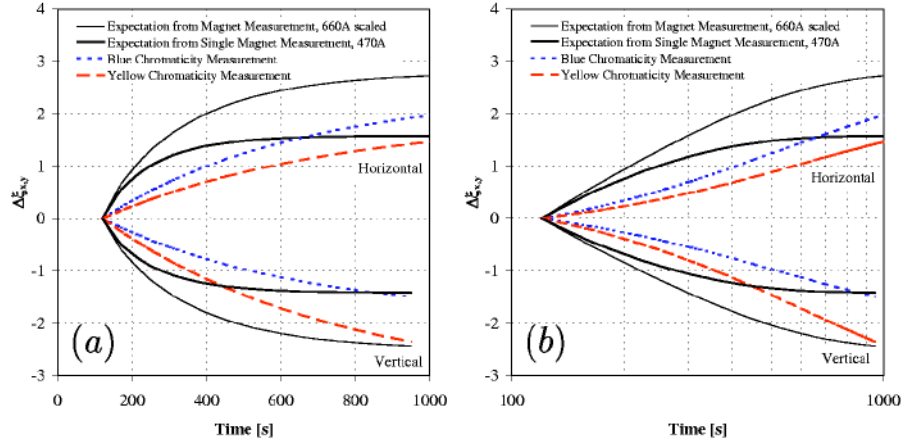 Expectation from Magnet Measurement, 660A scaled
Expectation from Single Magnet Measurement, 470A
Blue Chromaticity Measurement
Yellow Chromaticity Measurement
4
3
2
1
0
-1
-2
-3
Δξx,y
Horizontal
Vertical
(a)
0
200
400
600
800
1000
Time [s]
Expectation from Magnet Measurement, 660A scaled
Expectation from Single Magnet Measurement, 470A
Blue Chromaticity Measurement
Yellow Chromaticity Measurement
4
3
2
1
0
-1
-2
-3
Δξx,y
Horizontal
Vertical
(b)
100
1000
Time [s]